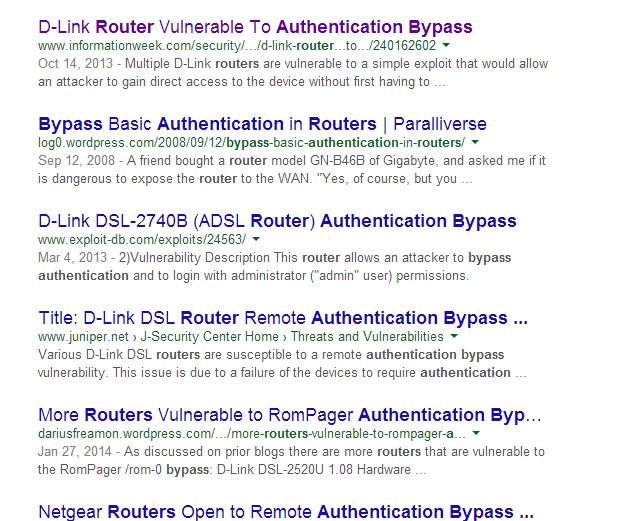 D-Link Router Vulnerable To Authentication Bypass
www.informationweek.com/security/.../d-link-router...to.../240162602
Oct 14, 2013 - Multiple D-Link routers are vulnerable to a simple exploit that would allow
an attacker to gain direct access to the device without first having to ...
Bypass Basic Authentication in Routers | Paralliverse
log0.wordpress.com/2008/09/12/bypass-basic-authentication-in-routers/
Sep 12, 2008 - A friend bought a router model GN-B46B of Gigabyte, and asked me if it
is dangerous to expose the router to the WAN. "Yes, of course, but you ...
D-Link DSL-2740B (ADSL Router) Authentication Bypass
www.exploit-db.com/exploits/24563/
Mar 4, 2013 - 2)Vulnerability Description This router allows an attacker to bypass
authentication and to login with administrator ("admin" user) permissions.
Title: D-Link DSL Router Remote Authentication Bypass ...
www.juniper.net › J-Security Center Home › Threats and Vulnerabilities
Various D-Link DSL routers are susceptible to a remote authentication bypass
vulnerability. This issue is due to a failure of the devices to require authentication ...
More Routers Vulnerable to RomPager Authentication Byp...
dariusfreamon.wordpress.com/.../more-routers-vulnerable-to-rompager-a...
Jan 27, 2014 - As discussed on prior blogs there are more routers that are vulnerable to
the RomPager /rom-0 bypass: D-Link DSL-2520U 1.08 Hardware ...
Netgear Routers Open to Remote Authentication Bypass ...